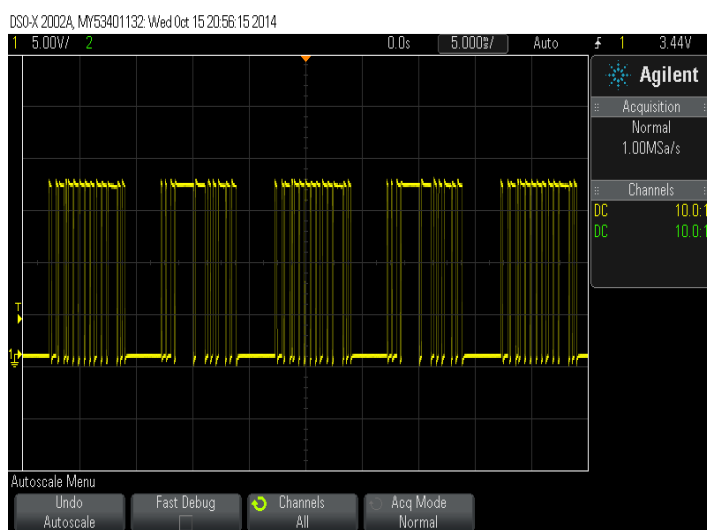 DSO-X 2002A, MY53401132: Wed Oct 15 20:56:15 2014
1 5.00V/ 2 0.0s 5.000ms/ Auto 1 3.44V
Agilent
Acquisition
Normal
1.00MSa/s
Channels
DC 10.0:1
DC 10.0:1
T
1
Autoscale Menu
Undo Autoscale
Fast Debug
Channels All
Acq Mode Normal